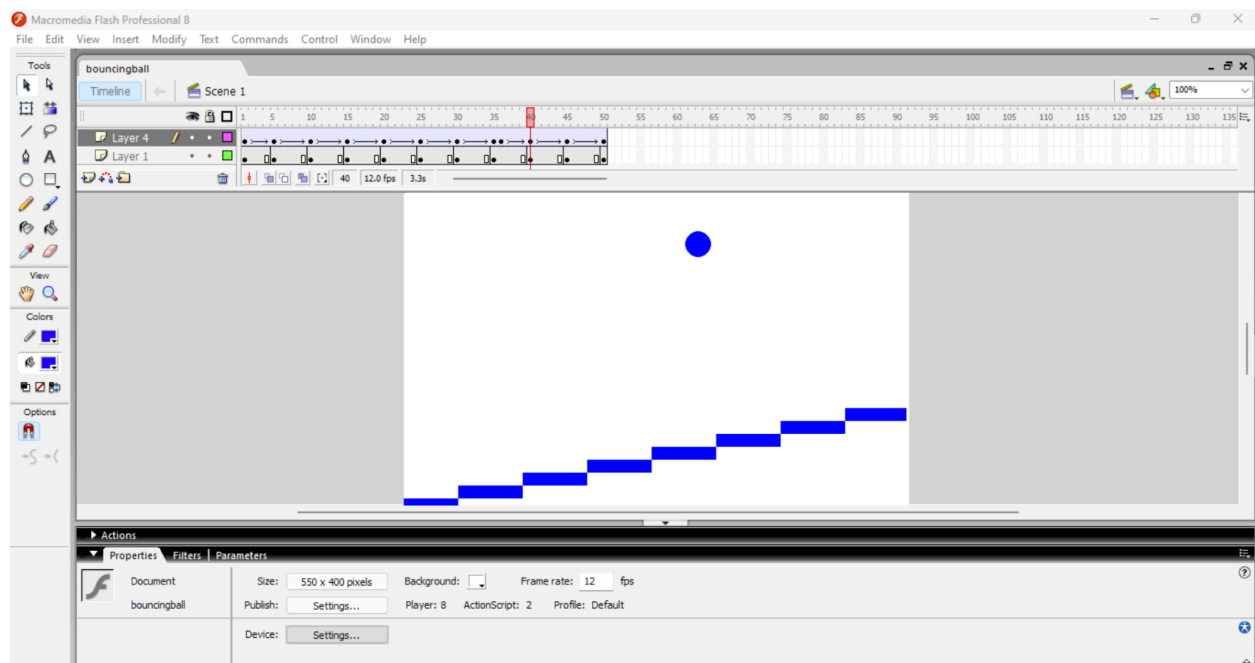 Macromedia Flash Professional 8
File Edit View Insert Modify Text Commands Control Window Help
Tools
bouncingball
Timeline Scene 1 100%
1 5 10 15 20 25 30 35 40 45 50 55 60 65 70 75 80 85 90 95 100 105 110 115 120 125 130 135
Layer 4
Layer 1
40 12.0 fps 3.3s
View
Colors
Options
Actions
Properties Filters Parameters
Document Size: 550 x 400 pixels Background: Frame rate: 12 fps
bouncingball Publish: Settings... Player: 8 ActionScript: 2 Profile: Default
Device: Settings...